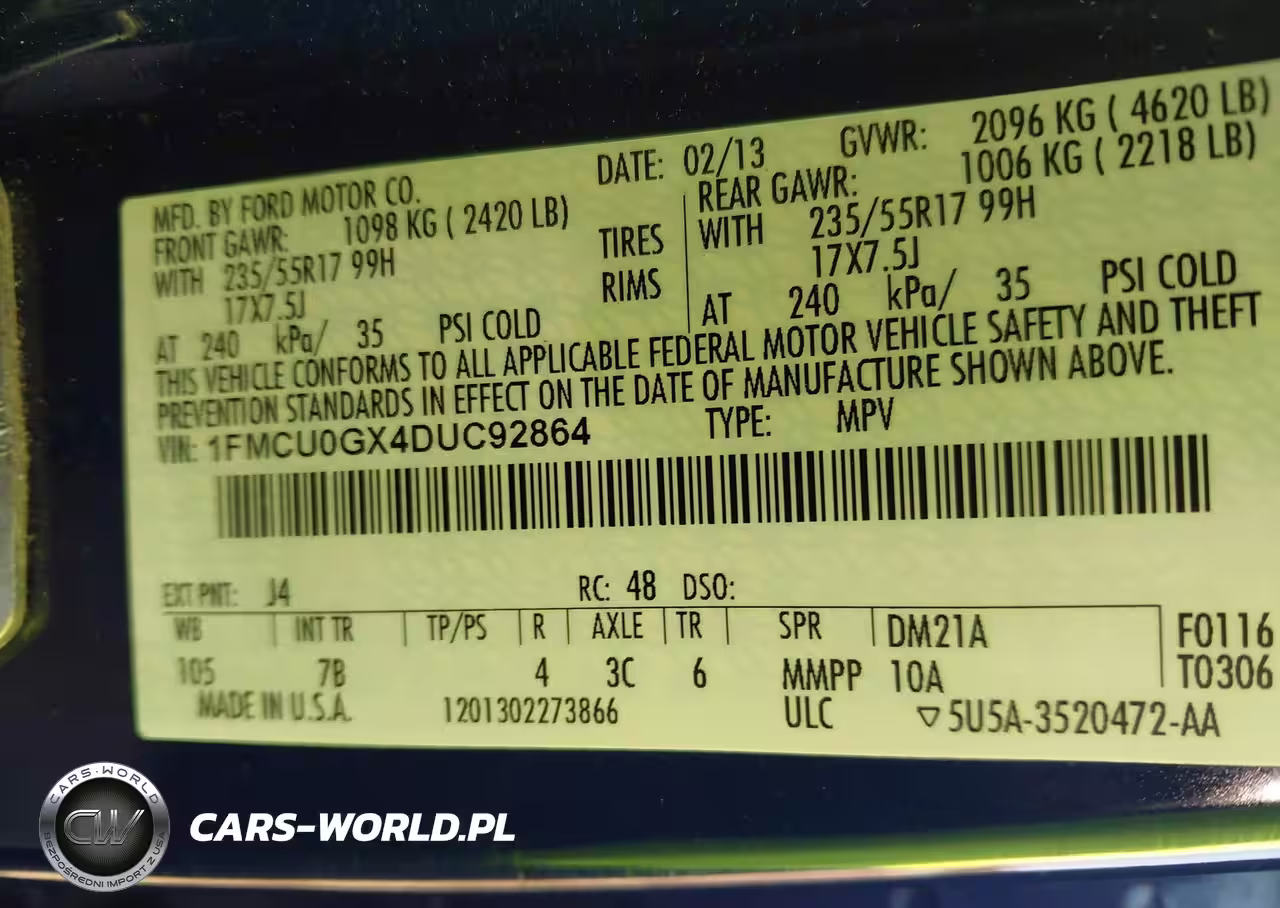 MFD. BY FORD MOTOR CO. DATE: 02/13 GVWR: 2096 KG ( 4620 LB)
FRONT GAWR: 1098 KG ( 2420 LB) REAR GAWR: 1006 KG ( 2218 LB)
WITH 235/55R17 99H TIRES WITH 235/55R17 99H
17X7.5J RIMS 17X7.5J
AT 240 kPa/ 35 PSI COLD AT 240 kPa/ 35 PSI COLD
THIS VEHICLE CONFORMS TO ALL APPLICABLE FEDERAL MOTOR VEHICLE SAFETY AND THEFT
PREVENTION STANDARDS IN EFFECT ON THE DATE OF MANUFACTURE SHOWN ABOVE.
VIN: 1FMCU0GX4DUC92864 TYPE: MPV
EXT PNT: J4 RC: 48 DSO:
WB INT TR TP/PS R AXLE TR SPR DM21A F0116
105 7B 4 3C 6 MMPP 10A T0306
MADE IN U.S.A. 1201302273866 ULC ▽5U5A-3520472-AA
CARS-WORLD
CW
BEZPOŚREDNI IMPORT Z USA
CARS-WORLD.PL